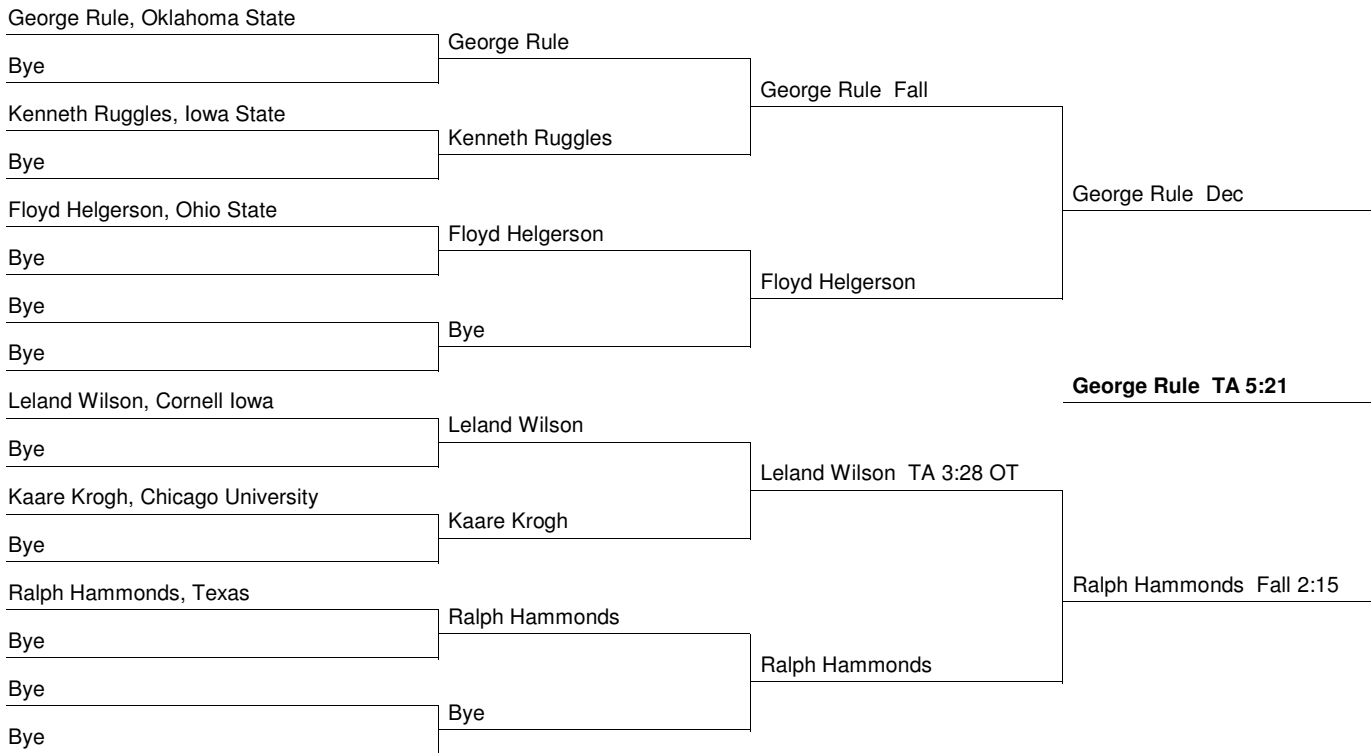 George Rule, Oklahoma State
Bye
Kenneth Ruggles, Iowa State
Bye
Floyd Helgerson, Ohio State
Bye
Bye
Bye
Leland Wilson, Cornell Iowa
Bye
Kaare Krogh, Chicago University
Bye
Ralph Hammonds, Texas
Bye
Bye
Bye
George Rule
Kenneth Ruggles
Floyd Helgerson
Bye
Leland Wilson
Kaare Krogh
Ralph Hammonds
Bye
George Rule Fall
Floyd Helgerson
Leland Wilson TA 3:28 OT
Ralph Hammonds
George Rule Dec
George Rule TA 5:21
Ralph Hammonds Fall 2:15